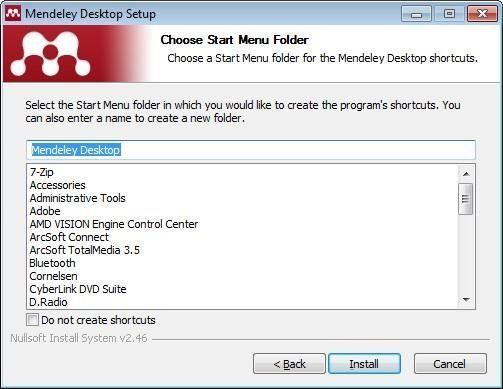 Mendeley Desktop Setup
Choose Start Menu Folder
Choose a Start Menu folder for the Mendeley Desktop shortcuts.
Select the Start Menu folder in which you would like to create the program's shortcuts. You
can also enter a name to create a new folder.
Mendeley Desktop
7-Zip
Accessories
Administrative Tools
Adobe
AMD VISION Engine Control Center
ArcSoft Connect
ArcSoft TotalMedia 3.5
Bluetooth
Cornelsen
CyberLink DVD Suite
D.Radio
Do not create shortcuts
Nullsoft Install System v2.46
< Back
Install
Cancel